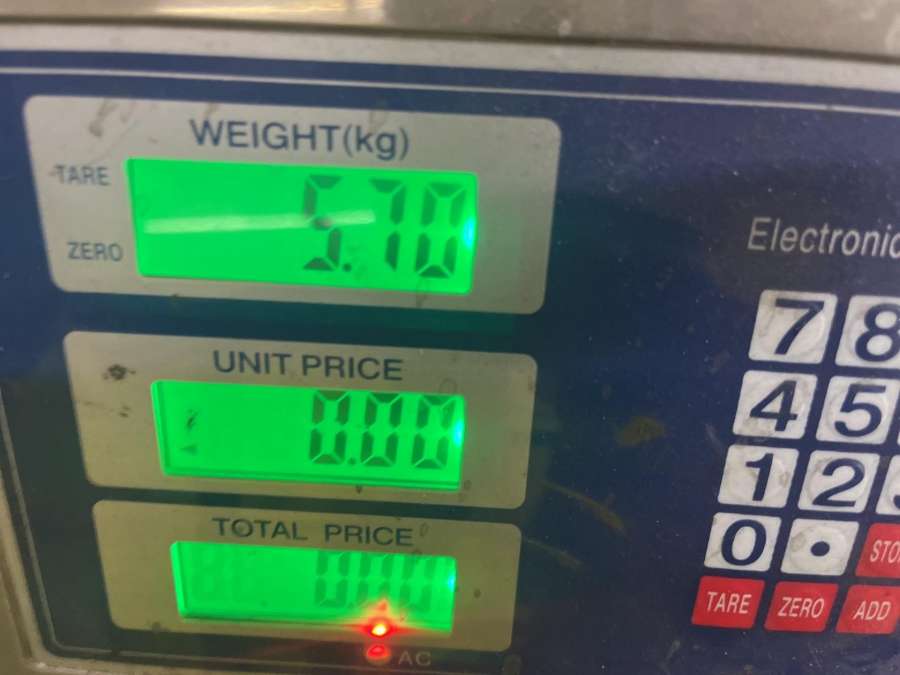 WEIGHT(kg)
TARE
5.70
ZERO
Electronic
UNIT PRICE
0.00
TOTAL PRICE
0.00
AC
7 8
4 5
1 2
0 •
TARE ZERO ADD